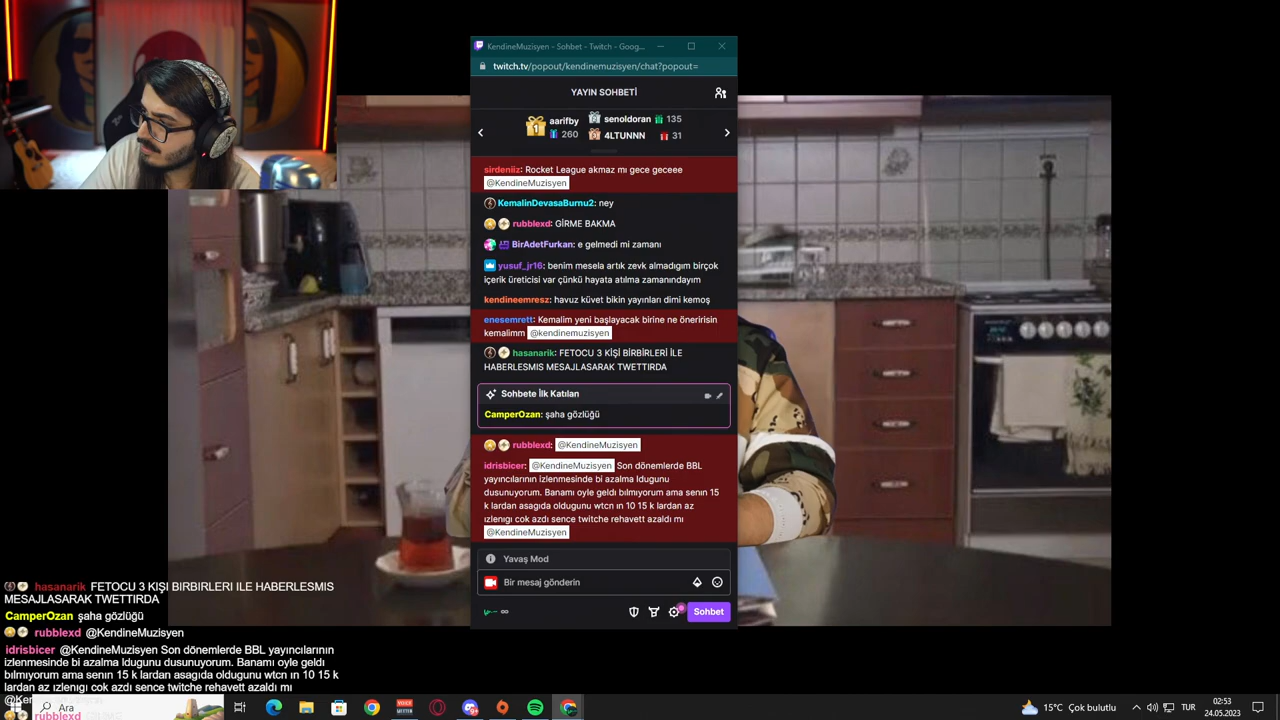 KendineMuzisyen - Sohbet - Twitch - Goog...
twitch.tv/popout/kendinemuzisyen/chat?popout=
YAYIN SOHBETİ
aarifby
260
senoldoran 135
4LTUNNN 31
sirdeniiz: Rocket League akmaz mı gece geceee
@KendineMuzisyen
KemalinDevasaBurnu2: ney
rubblexd: GİRME BAKMA
BirAdetFurkan: e gelmedi mi zamanı
yusuf_jr16: benim mesela artık zevk almadıgım birçok
içerik üreticisi var çünkü hayata atılma zamanındayım
kendineemresz: havuz küvet bikin yayınları dimi kemoş
enesemrett: Kemalim yeni başlayacak birine ne önerirsin
kemalimm @kendinemuzisyen
hasanarik: FETOCU 3 KİŞİ BİRBİRLERİ İLE
HABERLESMIS MESAJLASARAK TWETTIRDA
Sohbete İlk Katılan
CamperOzan: şaha gözlüğü
rubblexd: @KendineMuzisyen
idrisbicer: @KendineMuzisyen Son dönemlerde BBL
yayıncılarının izlenmesinde bi azalma ldugunu
dusunuyorum. Banamı oyle geldı bılmıyorum ama senın 15
k lardan asagıda oldugunu wtcn ın 10 15 k lardan az
ızlenıgı cok azdı sence twitche rehavett azaldı mı
@KendineMuzisyen
Yavaş Mod
Bir mesaj gönderin
Sohbet
hasanarik FETOCU 3 KIŞI BIRBIRLERI ILE HABERLESMIS
MESAJLASARAK TWETTIRDA
CamperOzan şaha gözlüğü
rubblexd @KendineMuzisyen
idrisbicer @KendineMuzisyen Son dönemlerde BBL yayıncılarının
izlenmesinde bi azalma ldugunu dusunuyorum. Banamı oyle geldı
bılmıyorum ama senın 15 k lardan asagıda oldugunu wtcn ın 10 15 k
lardan az ızlenıgı cok azdı sence twitche rehavett azaldı mı
rubblexd
Ara
15°C Çok bulutlu
TUR
02:53
24.05.2023